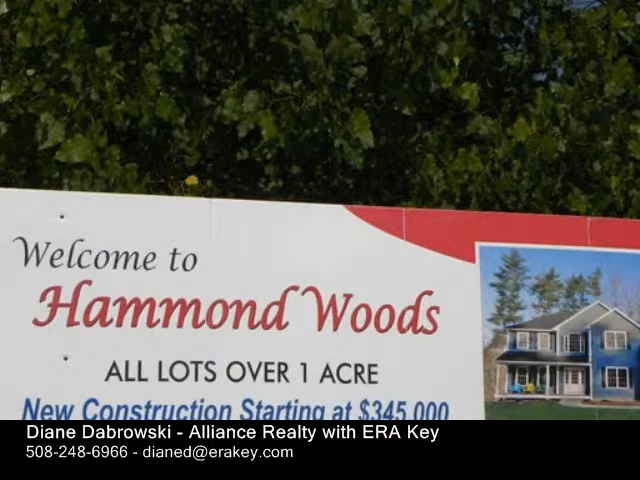 Welcome to
Hammond Woods
ALL LOTS OVER 1 ACRE
New Construction Starting at $345,000
Diane Dabrowski - Alliance Realty with ERA Key
508-248-6966 - dianed@erakey.com